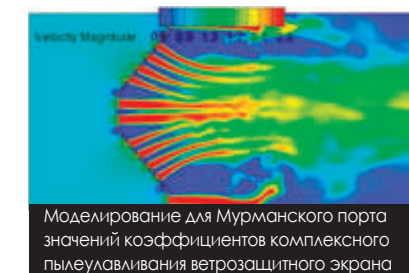 Velocity Magnitude
Моделирование для Мурманского порта
значений коэффициентов комплексного
пылеулавливания ветрозащитного экрана